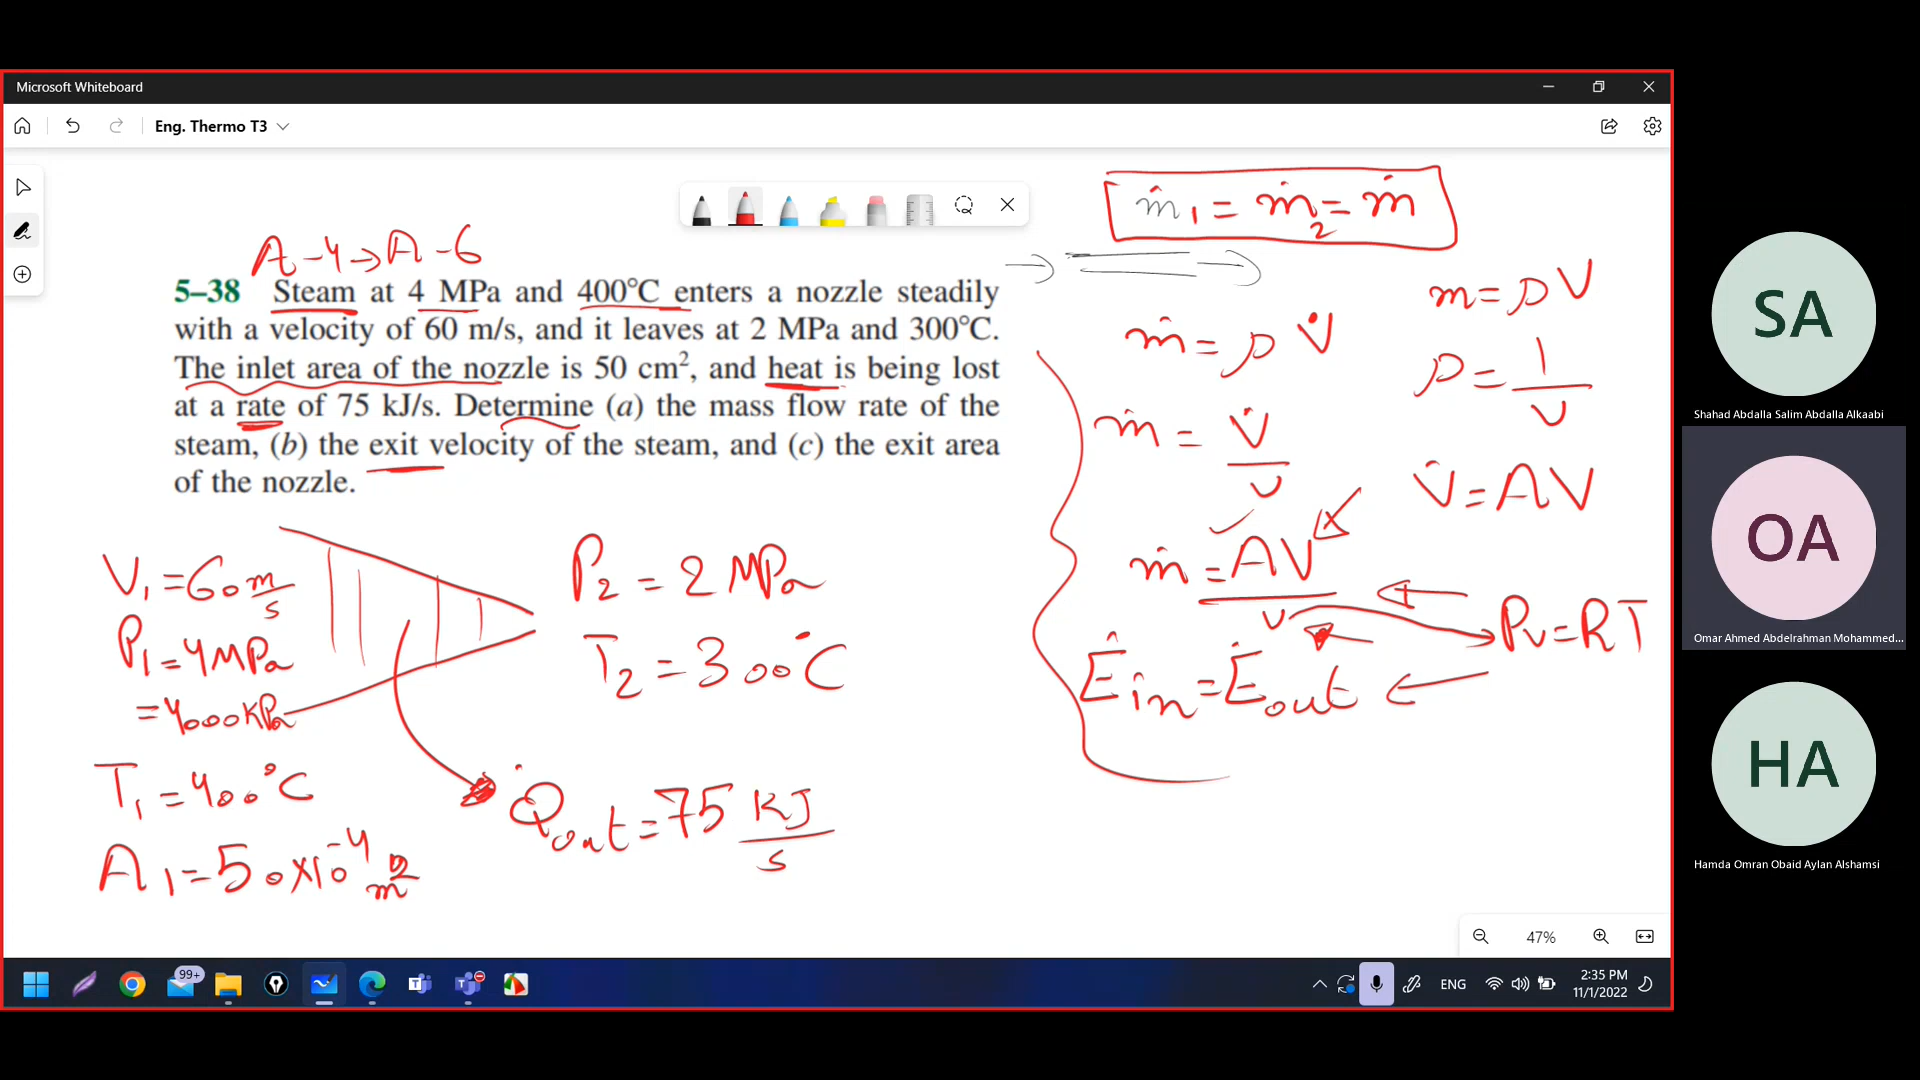 Microsoft Whiteboard
Eng. Thermo T3
A-4→A-6
5–38 Steam at 4 MPa and 400°C enters a nozzle steadily
with a velocity of 60 m/s, and it leaves at 2 MPa and 300°C.
The inlet area of the nozzle is 50 cm², and heat is being lost
at a rate of 75 kJ/s. Determine (a) the mass flow rate of the
steam, (b) the exit velocity of the steam, and (c) the exit area
of the nozzle.
V₁ = 60 m/s
P₁ = 4MPa
= 4000KPa
T₁ = 400°C
A₁ = 50×10⁻⁴ m²
P₂ = 2 MPa
T₂ = 300°C
Q̇out = 75 KJ/s
ṁ₁ = ṁ₂ = ṁ
→ →
m = ρV
ṁ = ρV̇
ρ = 1/v
ṁ = V̇/v
V̇ = AV
ṁ = AV/v
Pv = RT
Ėin = Ėout
47%
99+
ENG
2:35 PM
11/1/2022
SA
Shahad Abdalla Salim Abdalla Alkaabi
OA
Omar Ahmed Abdelrahman Mohammed...
HA
Hamda Omran Obaid Aylan Alshamsi